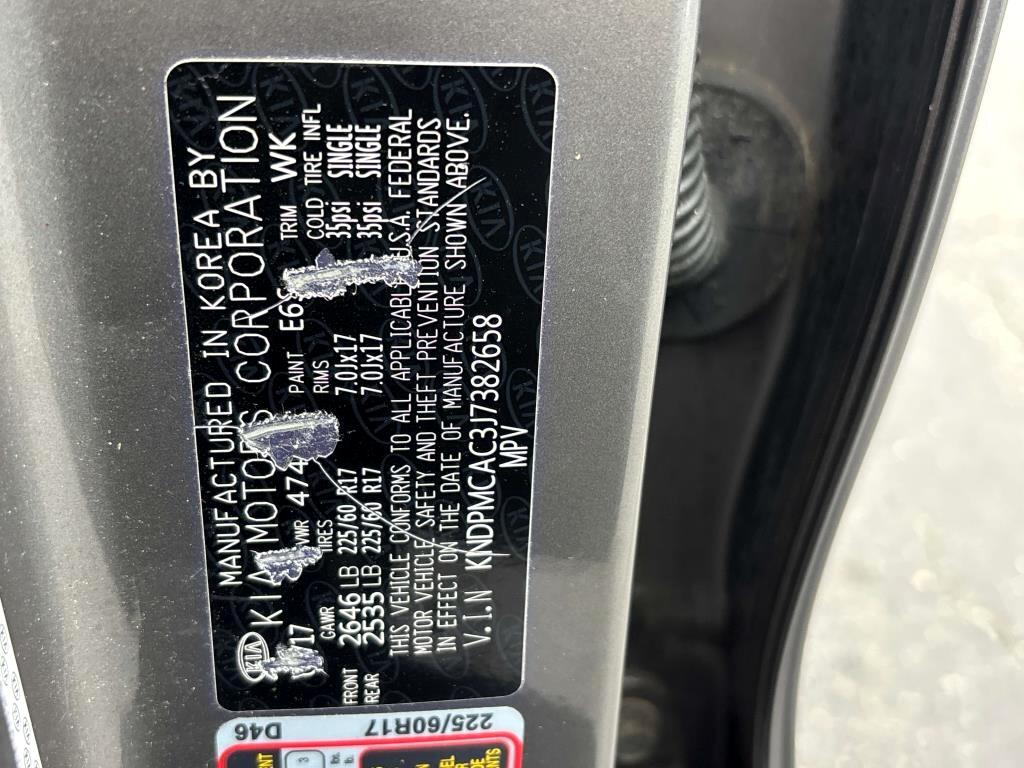 MANUFACTURED IN KOREA BY
KIA KIA MOTORS CORPORATION
/17 VWR 474 PAINT TRIM WK
GAWR TIRES RIMS COLD TIRE INFL
FRONT 2646 LB 225/60 R17 7.0Jx17 35psi SINGLE
REAR 2535 LB 225/60 R17 7.0Jx17 35psi SINGLE
THIS VEHICLE CONFORMS TO ALL APPLICABLE U.S.A. FEDERAL
MOTOR VEHICLE SAFETY AND THEFT PREVENTION STANDARDS
IN EFFECT ON THE DATE OF MANUFACTURE SHOWN ABOVE.
V.I.N KNDPMCAC3J7382658
MPV
D46
225/60R17